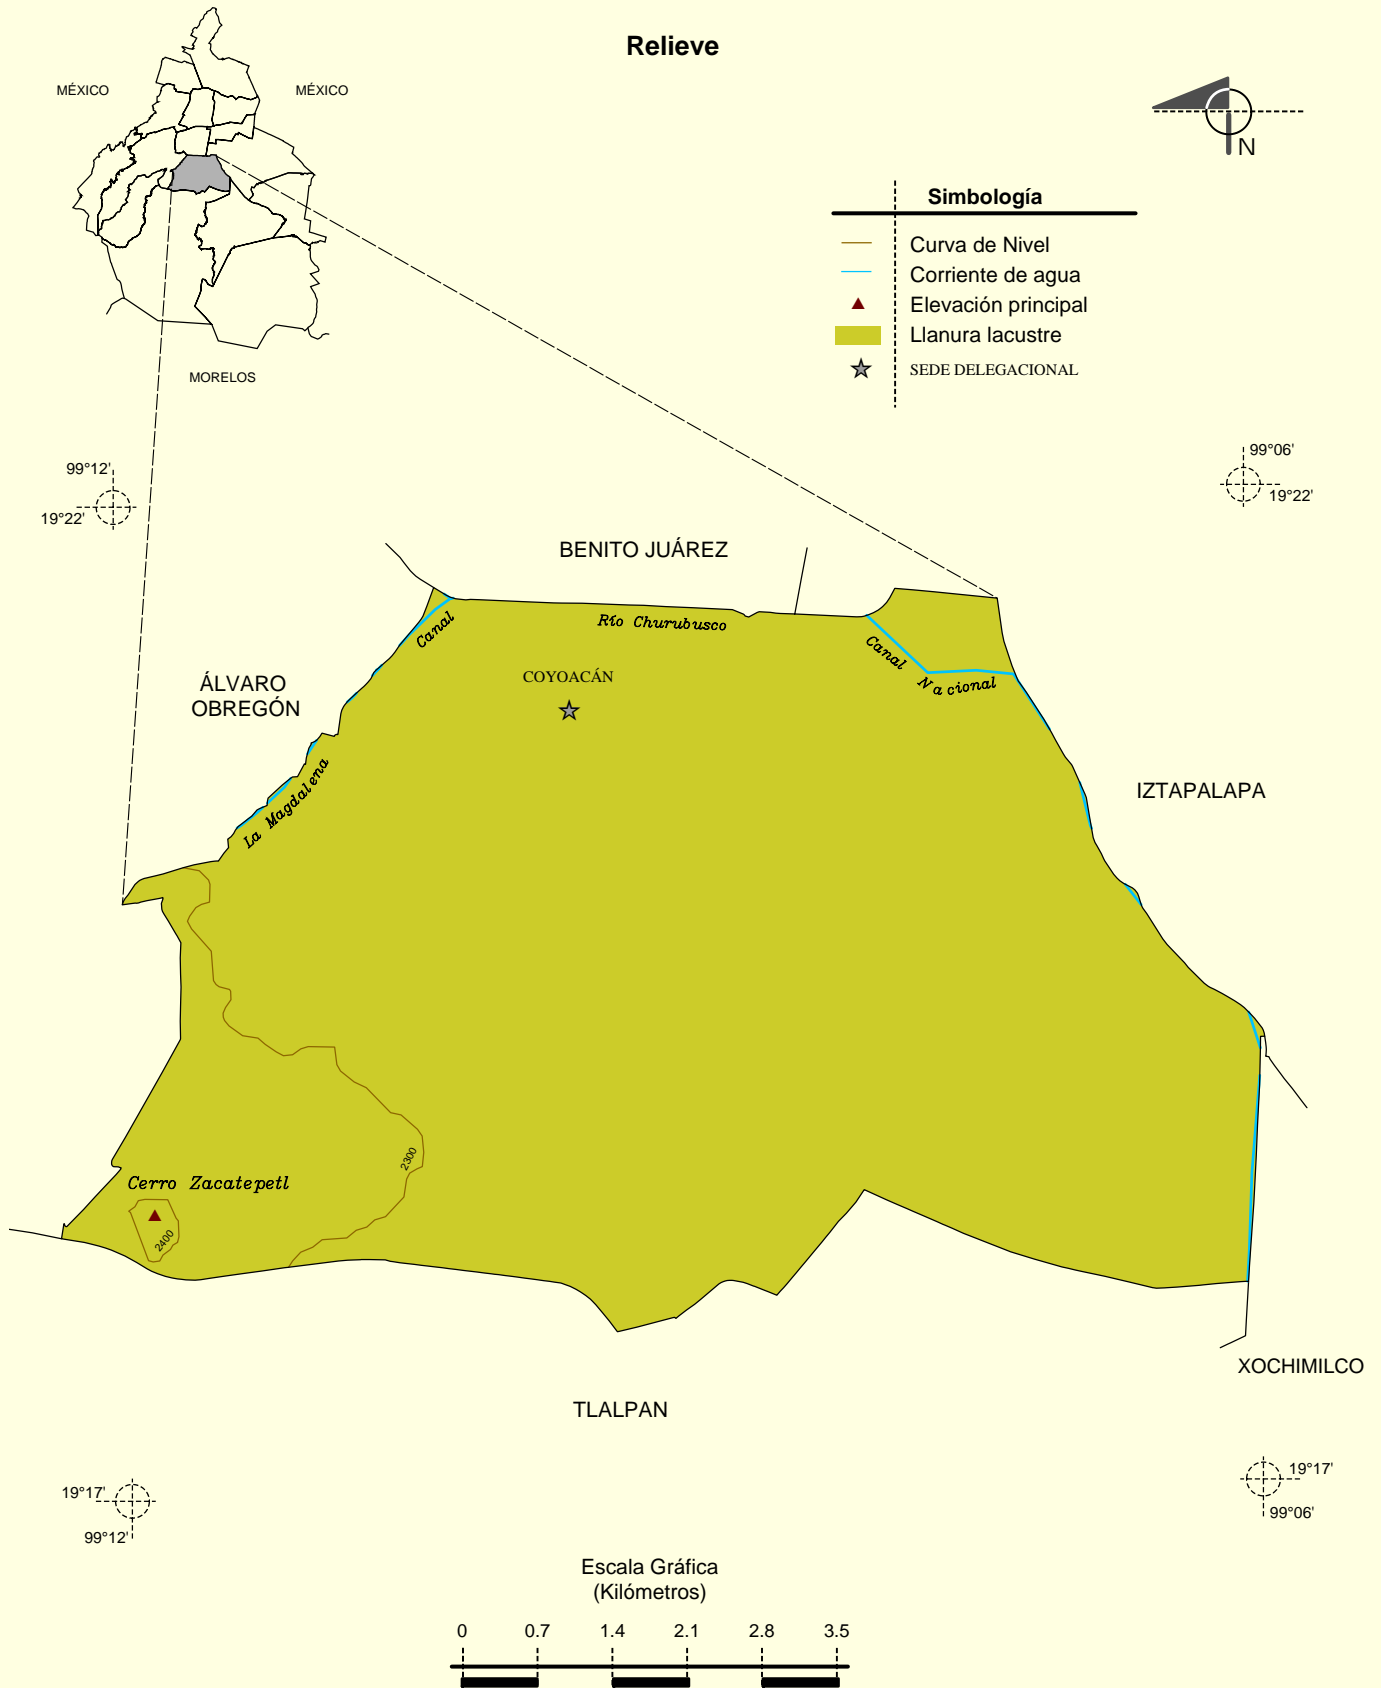 Relieve
MÉXICO
MÉXICO
MORELOS
N
Simbología
Curva de Nivel
Corriente de agua
Elevación principal
Llanura lacustre
SEDE DELEGACIONAL
99°12'
19°22'
99°06'
19°22'
BENITO JUÁREZ
Río Churubusco
Canal
Canal
Nacional
COYOACÁN
ÁLVARO
OBREGÓN
La Magdalena
IZTAPALAPA
2300
Cerro Zacatepetl
2400
XOCHIMILCO
TLALPAN
19°17'
99°12'
19°17'
99°06'
Escala Gráfica
(Kilómetros)
0 0.7 1.4 2.1 2.8 3.5